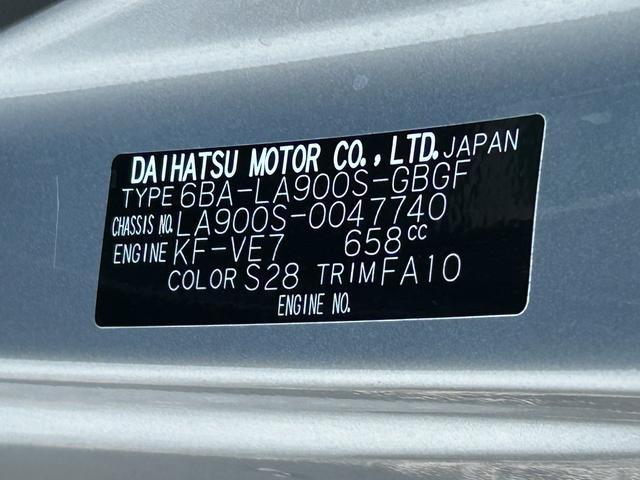 DAIHATSU MOTOR CO., LTD. JAPAN
TYPE 6BA-LA900S-GBGF
CHASSIS NO. LA900S-0047740
ENGINE KF-VE7 658cc
COLOR S28 TRIM FA10
ENGINE NO.